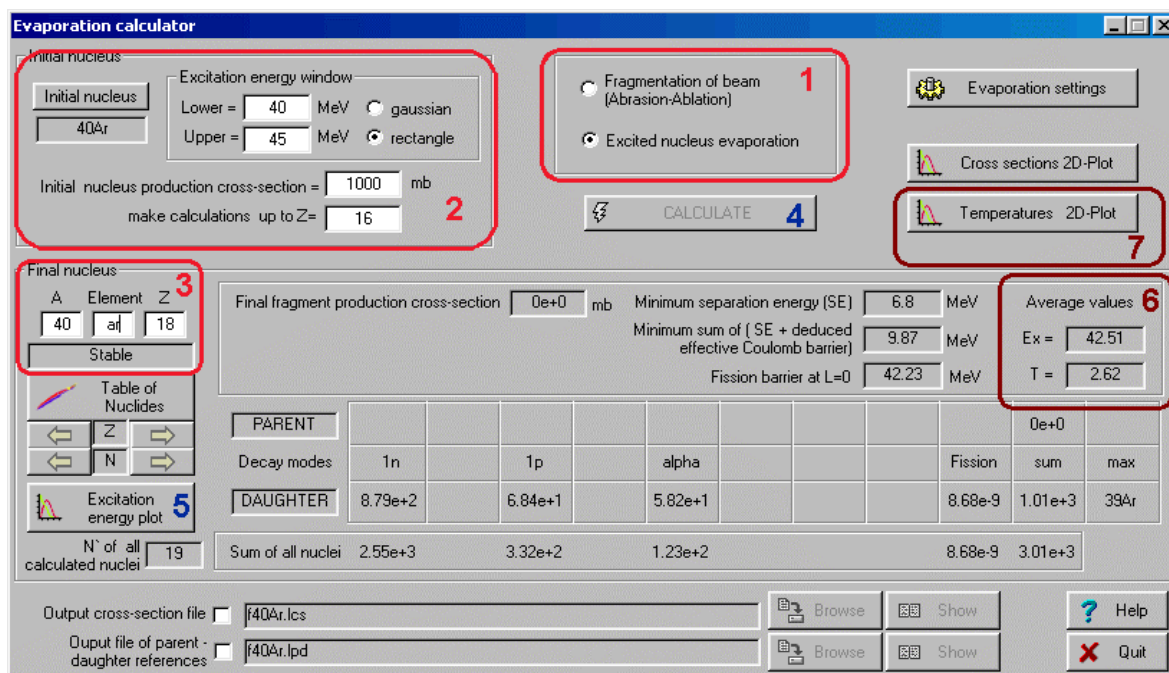 Evaporation calculator
Initial nucleus
Initial nucleus
40Ar
Excitation energy window
Lower = 40 MeV gaussian
Upper = 45 MeV rectangle
Initial nucleus production cross-section = 1000 mb
make calculations up to Z= 16
2
Fragmentation of beam
(Abrasion-Ablation)
1
Excited nucleus evaporation
CALCULATE
4
Evaporation settings
Cross sections 2D-Plot
Temperatures 2D-Plot
7
Final nucleus
3
A Element Z
40 ar 18
Stable
Table of
Nuclides
Z
N
Excitation
energy plot
5
N` of all
calculated nuclei
19
Final fragment production cross-section 0e+0 mb
Minimum separation energy (SE) 6.8 MeV
Minimum sum of ( SE + deduced
effective Coulomb barrier)
9.87 MeV
Fission barrier at L=0 42.23 MeV
Average values
6
Ex = 42.51
T = 2.62
PARENT 0e+0
Decay modes 1n 1p alpha Fission sum max
DAUGHTER 8.79e+2 6.84e+1 5.82e+1 8.68e-9 1.01e+3 39Ar
Sum of all nuclei 2.55e+3 3.32e+2 1.23e+2 8.68e-9 3.01e+3
Output cross-section file f40Ar.lcs Browse Show Help
Ouput file of parent -
daughter references
f40Ar.lpd Browse Show Quit